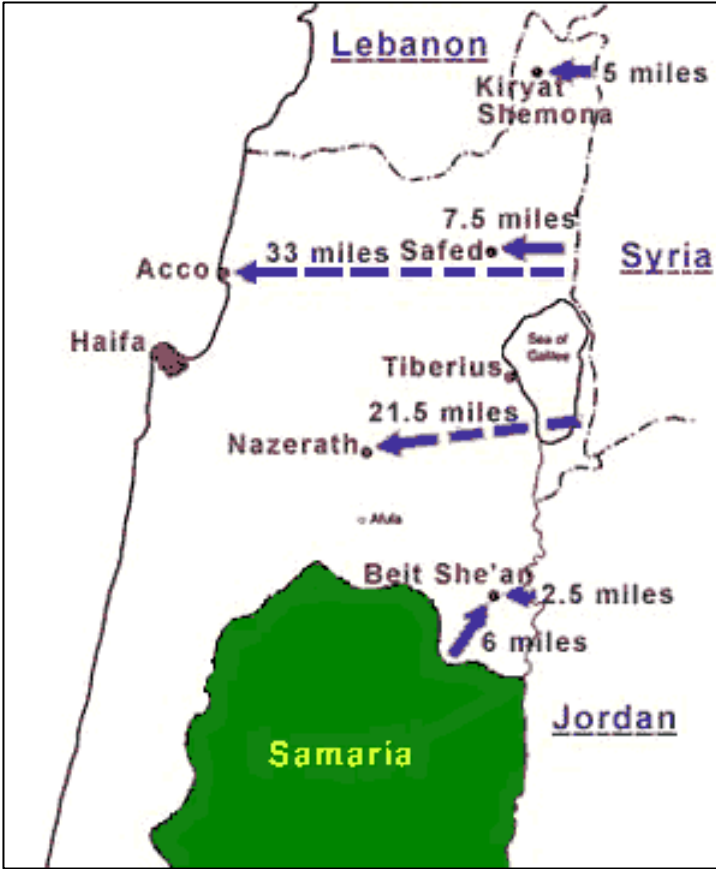 Lebanon
5 miles
Kiryat
Shemona
7.5 miles
33 miles Safed
Syria
Acco
Haifa
Sea of
Galilee
Tiberius
21.5 miles
Nazerath
Afula
Beit She'an
2.5 miles
6 miles
Jordan
Samaria